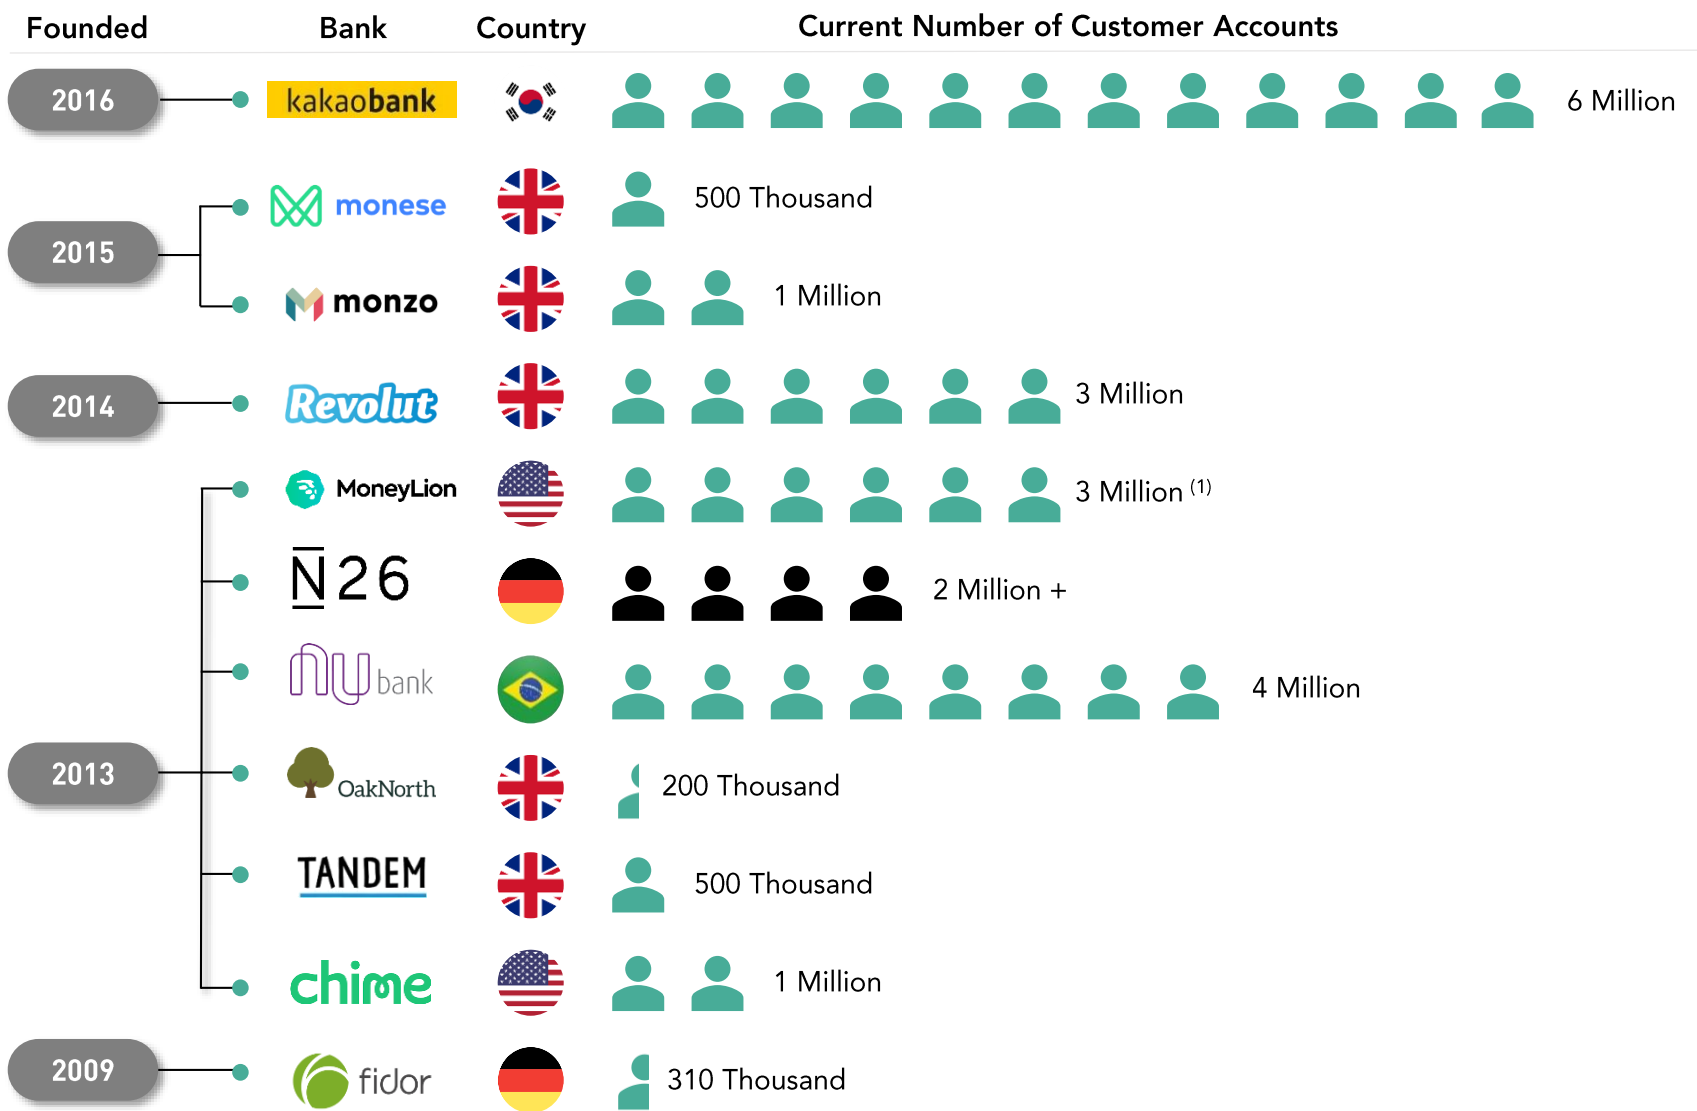 Founded Bank Country Current Number of Customer Accounts
2016 kakaobank 6 Million
monese 500 Thousand
2015
monzo 1 Million
2014 Revolut 3 Million
MoneyLion 3 Million (1)
N26 2 Million +
nu bank 4 Million
2013 OakNorth 200 Thousand
TANDEM 500 Thousand
chime 1 Million
2009 fidor 310 Thousand